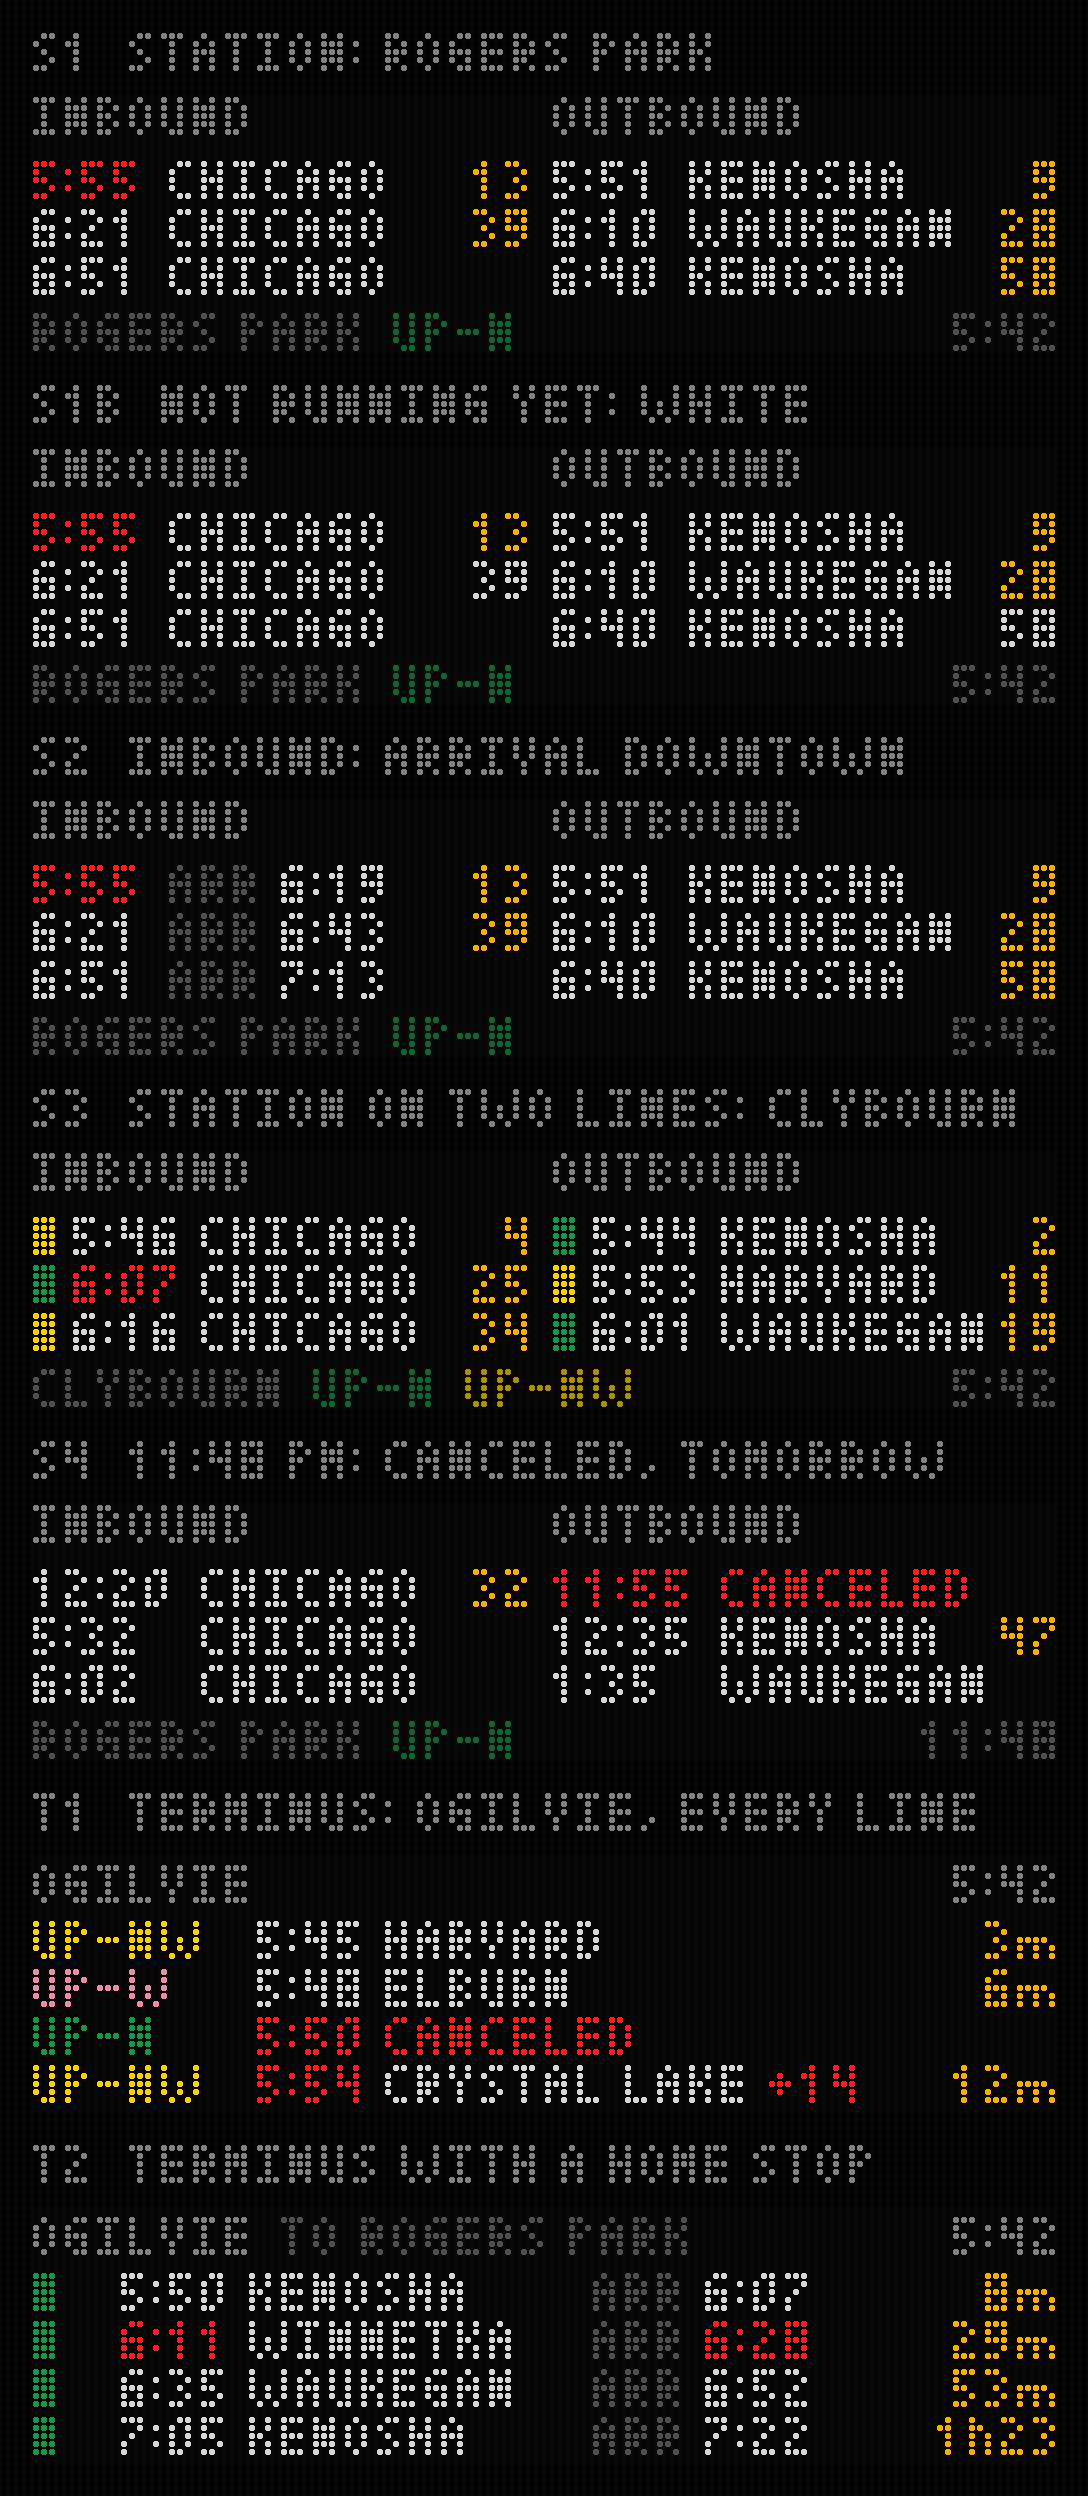 S1 STATION: ROGERS PARK
INBOUND OUTBOUND
5:55 CHICAGO 13 5:51 KENOSHA 9
6:21 CHICAGO 39 6:10 WAUKEGAN 28
6:51 CHICAGO 6:40 KENOSHA 58
ROGERS PARK UP-N 5:42
S1B NOT RUNNING YET: WHITE
INBOUND OUTBOUND
5:55 CHICAGO 13 5:51 KENOSHA 9
6:21 CHICAGO 39 6:10 WAUKEGAN 28
6:51 CHICAGO 6:40 KENOSHA 58
ROGERS PARK UP-N 5:42
S2 INBOUND: ARRIVAL DOWNTOWN
INBOUND OUTBOUND
5:55 ARR 6:19 13 5:51 KENOSHA 9
6:21 ARR 6:43 39 6:10 WAUKEGAN 28
6:51 ARR 7:13 6:40 KENOSHA 58
ROGERS PARK UP-N 5:42
S3 STATION ON TWO LINES: CLYBOURN
INBOUND OUTBOUND
5:46 CHICAGO 4 5:44 KENOSHA 2
6:07 CHICAGO 25 5:53 HARVARD 11
6:16 CHICAGO 34 6:01 WAUKEGAN 19
CLYBOURN UP-N UP-NW 5:42
S4 11:48 PM: CANCELED, TOMORROW
INBOUND OUTBOUND
12:20 CHICAGO 32 11:55 CANCELED
5:32 CHICAGO 12:35 KENOSHA 47
6:02 CHICAGO 1:35 WAUKEGAN
ROGERS PARK UP-N 11:48
T1 TERMINUS: OGILVIE, EVERY LINE
OGILVIE 5:42
UP-NW 5:45 HARVARD 3m
UP-W 5:48 ELBURN 6m
UP-N 5:50 CANCELED
UP-NW 5:54 CRYSTAL LAKE +14 12m
T2 TERMINUS WITH A HOME STOP
OGILVIE TO ROGERS PARK 5:42
5:50 KENOSHA ARR 6:07 8m
6:11 WINNETKA ARR 6:28 29m
6:35 WAUKEGAN ARR 6:52 53m
7:05 KENOSHA ARR 7:22 1h23